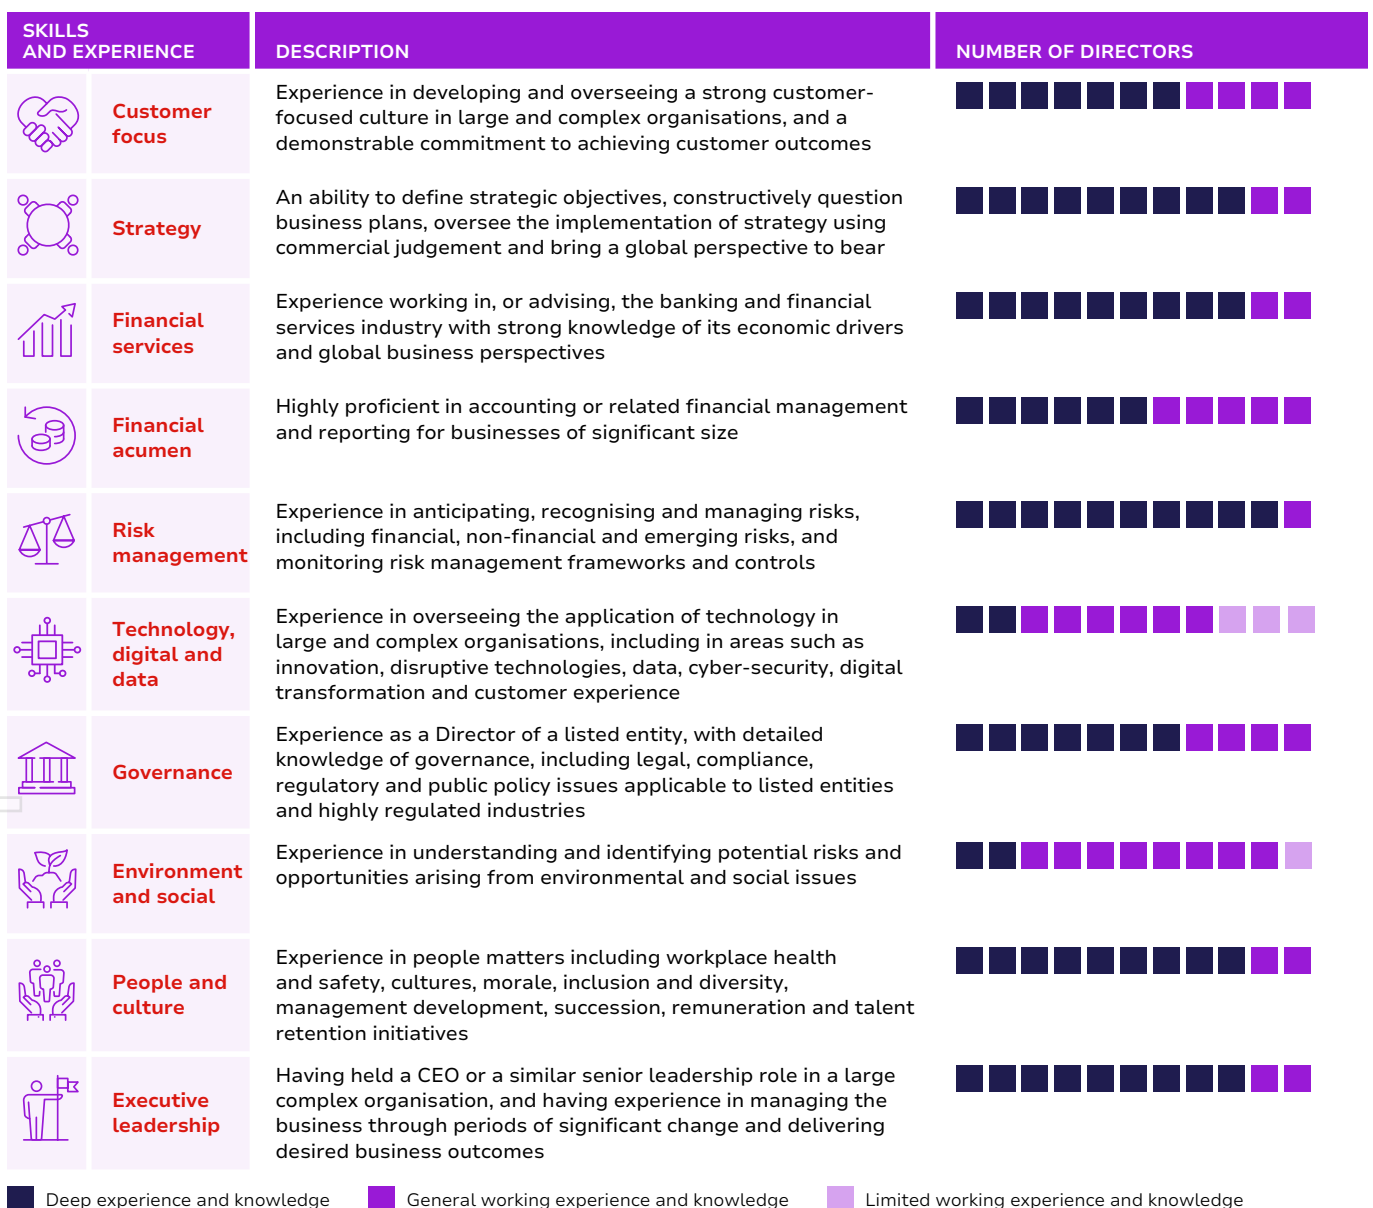 SKILLS
AND EXPERIENCE
DESCRIPTION
NUMBER OF DIRECTORS
Customer
focus
Experience in developing and overseeing a strong customer-
focused culture in large and complex organisations, and a
demonstrable commitment to achieving customer outcomes
Strategy
An ability to define strategic objectives, constructively question
business plans, oversee the implementation of strategy using
commercial judgement and bring a global perspective to bear
Financial
services
Experience working in, or advising, the banking and financial
services industry with strong knowledge of its economic drivers
and global business perspectives
Financial
acumen
Highly proficient in accounting or related financial management
and reporting for businesses of significant size
Risk
management
Experience in anticipating, recognising and managing risks,
including financial, non-financial and emerging risks, and
monitoring risk management frameworks and controls
Technology,
digital and
data
Experience in overseeing the application of technology in
large and complex organisations, including in areas such as
innovation, disruptive technologies, data, cyber-security, digital
transformation and customer experience
Governance
Experience as a Director of a listed entity, with detailed
knowledge of governance, including legal, compliance,
regulatory and public policy issues applicable to listed entities
and highly regulated industries
Environment
and social
Experience in understanding and identifying potential risks and
opportunities arising from environmental and social issues
People and
culture
Experience in people matters including workplace health
and safety, cultures, morale, inclusion and diversity,
management development, succession, remuneration and talent
retention initiatives
Executive
leadership
Having held a CEO or a similar senior leadership role in a large
complex organisation, and having experience in managing the
business through periods of significant change and delivering
desired business outcomes
Deep experience and knowledge
General working experience and knowledge
Limited working experience and knowledge